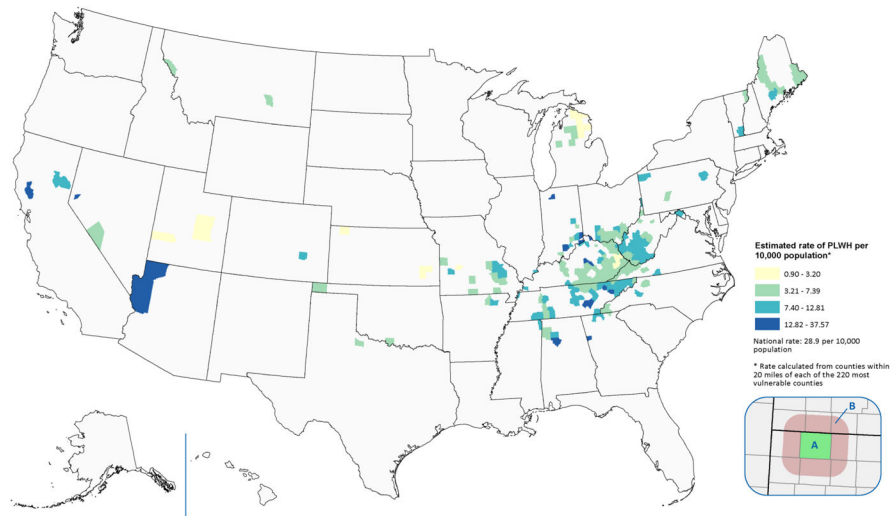 Estimated rate of PLWH per
10,000 population*
0.90 - 3.20
3.21 - 7.39
7.40 - 12.81
12.82 - 37.57
National rate: 28.9 per 10,000
population
* Rate calculated from counties within
20 miles of each of the 220 most
vulnerable counties
B
A